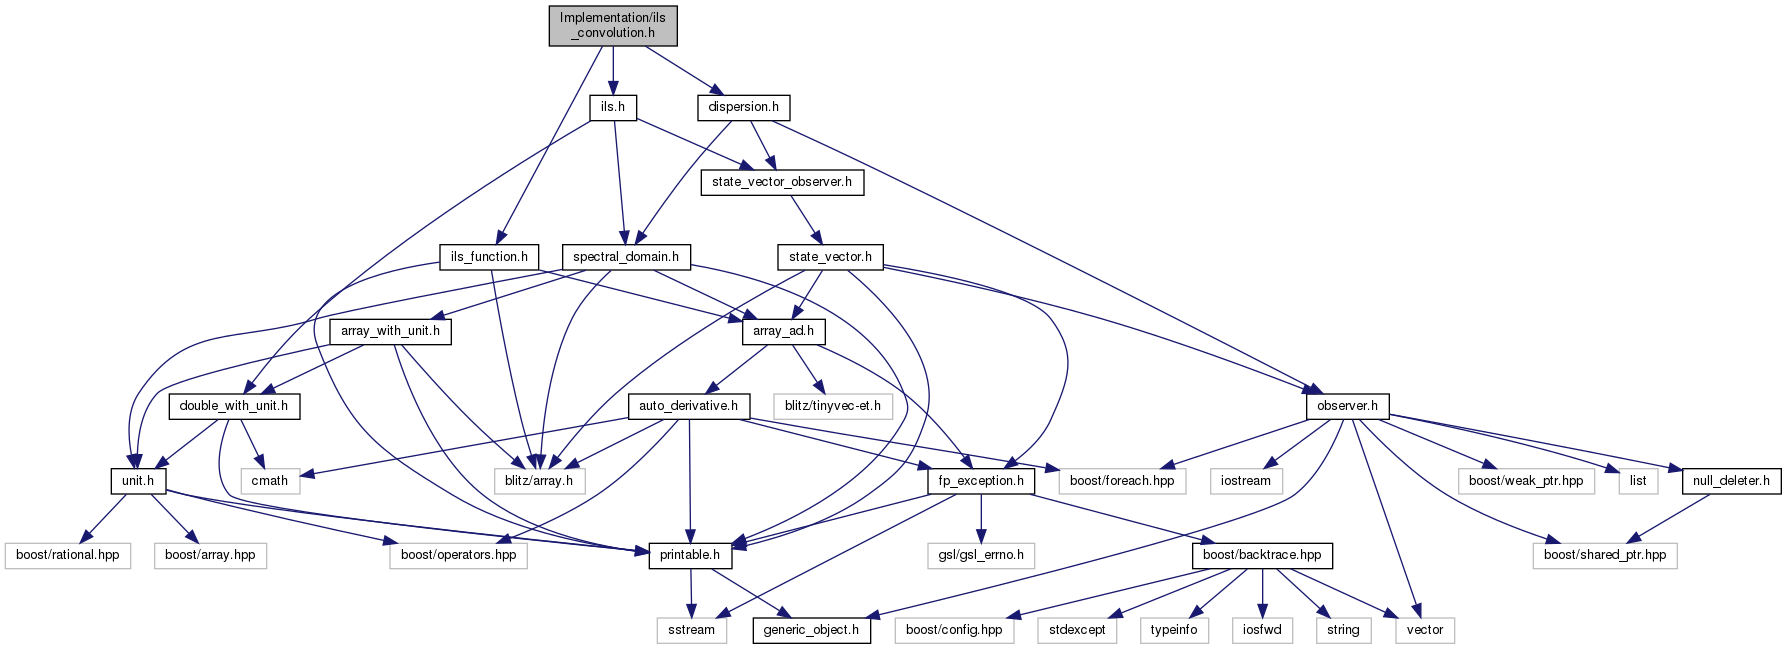 Implementation/ils
_convolution.h
ils.h
dispersion.h
state_vector_observer.h
ils_function.h
spectral_domain.h
state_vector.h
array_with_unit.h
array_ad.h
double_with_unit.h
auto_derivative.h
blitz/tinyvec-et.h
observer.h
unit.h
cmath
blitz/array.h
fp_exception.h
boost/foreach.hpp
iostream
boost/weak_ptr.hpp
list
null_deleter.h
boost/rational.hpp
boost/array.hpp
boost/operators.hpp
printable.h
gsl/gsl_errno.h
boost/backtrace.hpp
boost/shared_ptr.hpp
sstream
generic_object.h
boost/config.hpp
stdexcept
typeinfo
iosfwd
string
vector